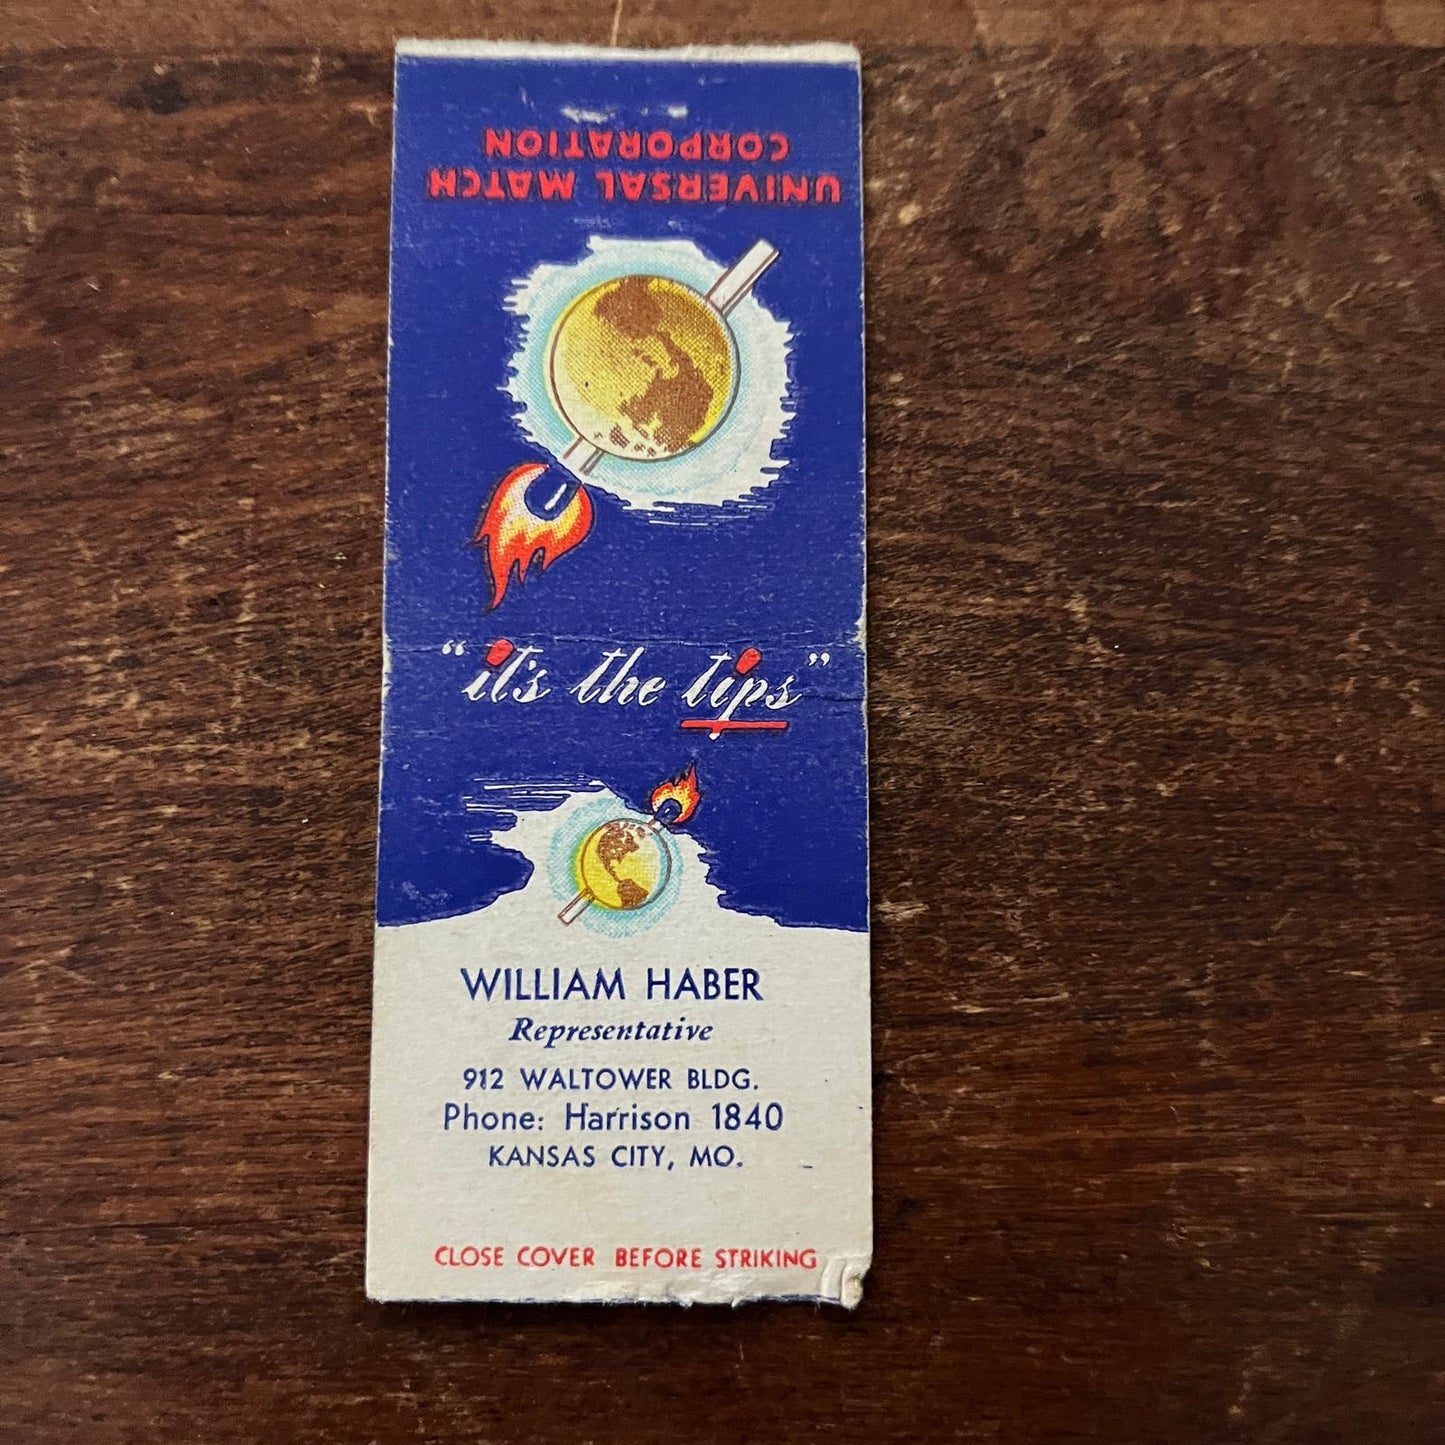 UNIVERSAL MATCH
CORPORATION
"it's the tips"
WILLIAM HABER
Representative
912 WALTOWER BLDG.
Phone: Harrison 1840
KANSAS CITY, MO.
CLOSE COVER BEFORE STRIKING